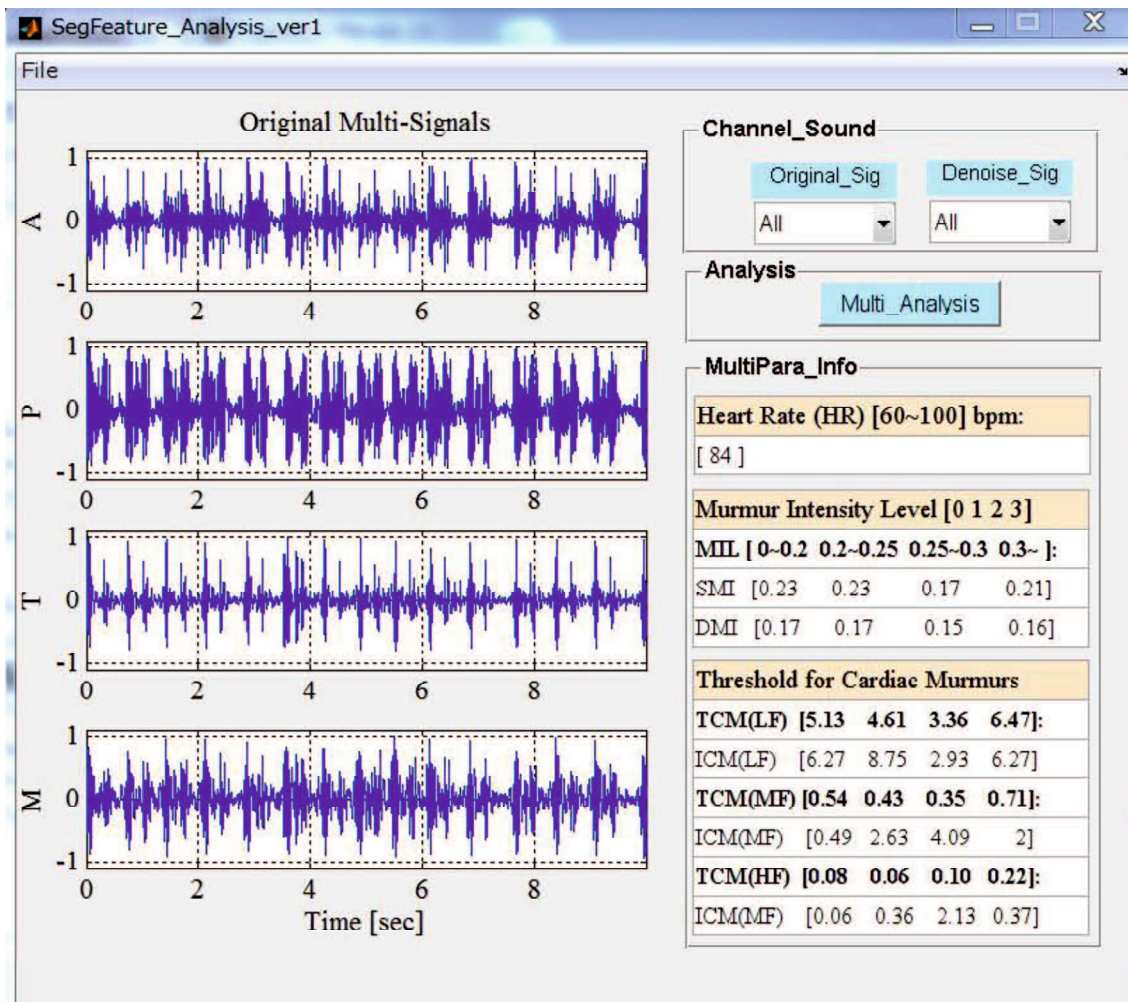 SegFeature_Analysis_ver1
File
Original Multi-Signals
A
1
0
-1
0 2 4 6 8
P
1
0
-1
0 2 4 6 8
T
1
0
-1
0 2 4 6 8
M
1
0
-1
0 2 4 6 8
Time [sec]
Channel_Sound
Original_Sig Denoise_Sig
All All
Analysis
Multi_Analysis
MultiPara_Info
Heart Rate (HR) [60~100] bpm:
[ 84 ]
Murmur Intensity Level [0 1 2 3]
MIL [ 0~0.2 0.2~0.25 0.25~0.3 0.3~ ]:
SMI [0.23 0.23 0.17 0.21]
DMI [0.17 0.17 0.15 0.16]
Threshold for Cardiac Murmurs
TCM(LF) [5.13 4.61 3.36 6.47]:
ICM(LF) [6.27 8.75 2.93 6.27]
TCM(MF) [0.54 0.43 0.35 0.71]:
ICM(MF) [0.49 2.63 4.09 2]
TCM(HF) [0.08 0.06 0.10 0.22]:
ICM(MF) [0.06 0.36 2.13 0.37]